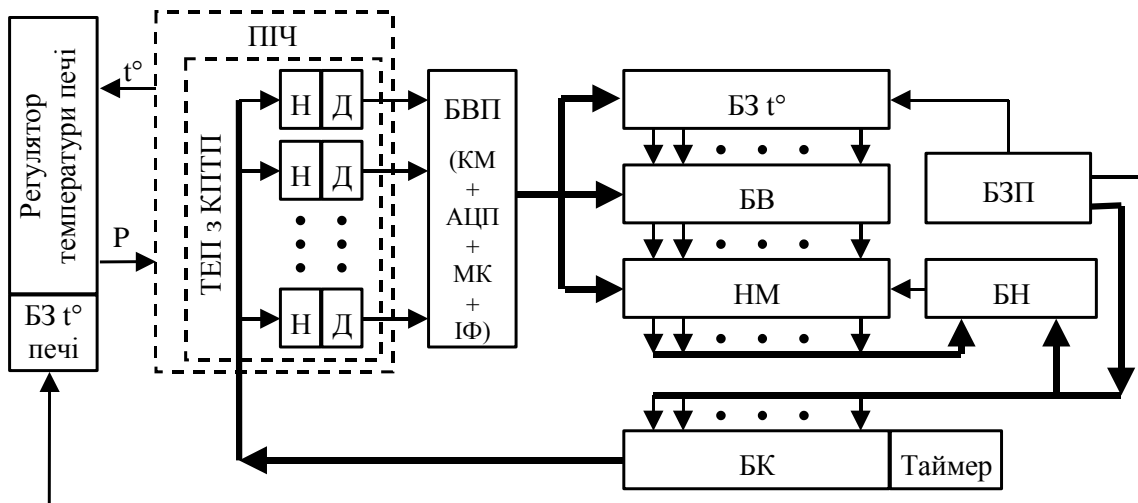 ПІЧ
Регулятор
температури печі
t°
P
БЗ t°
печі
ТЕП з КПТП
Н Д
Н Д
Н Д
БВП
(КМ
+
АЦП
+
МК
+
ІФ)
БЗ t°
БВ
НМ
БЗП
БН
БК
Таймер